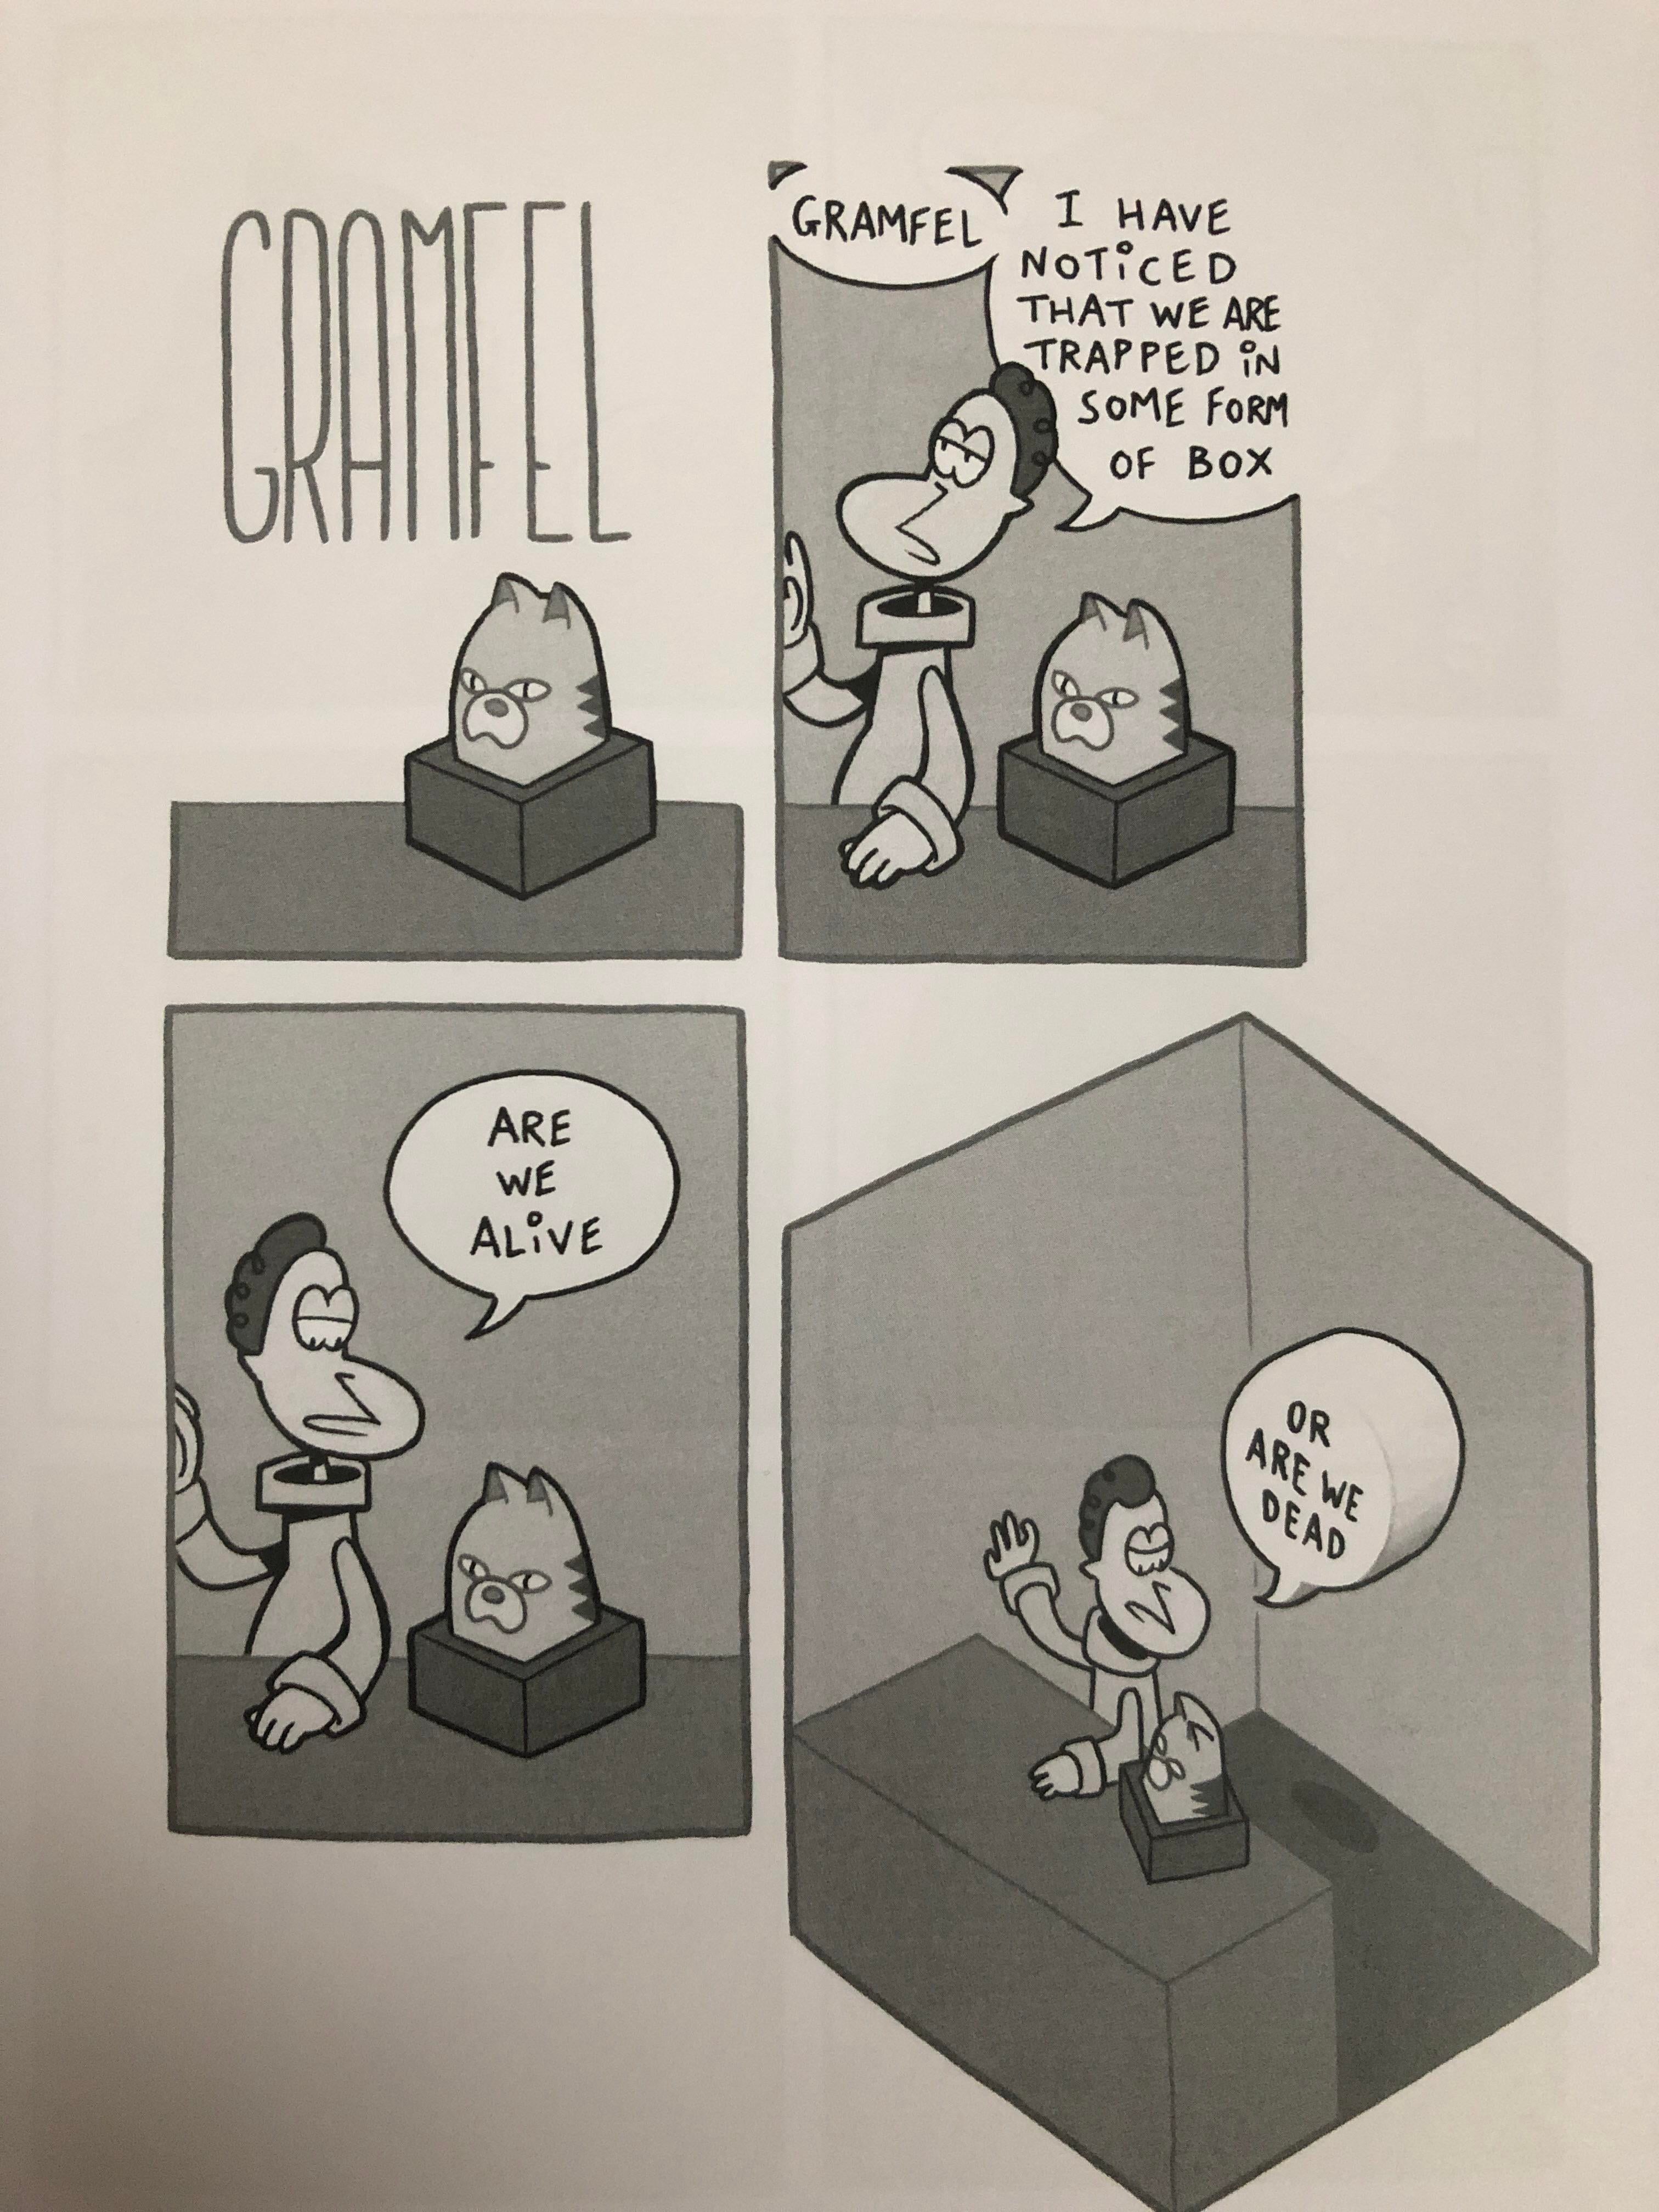 GRAMFEL
GRAMFEL
I HAVE
NOTiCED
THAT WE ARE
TRAPPED iN
SOME FORM
OF BOX
ARE
WE
ALiVE
OR
ARE WE
DEAD